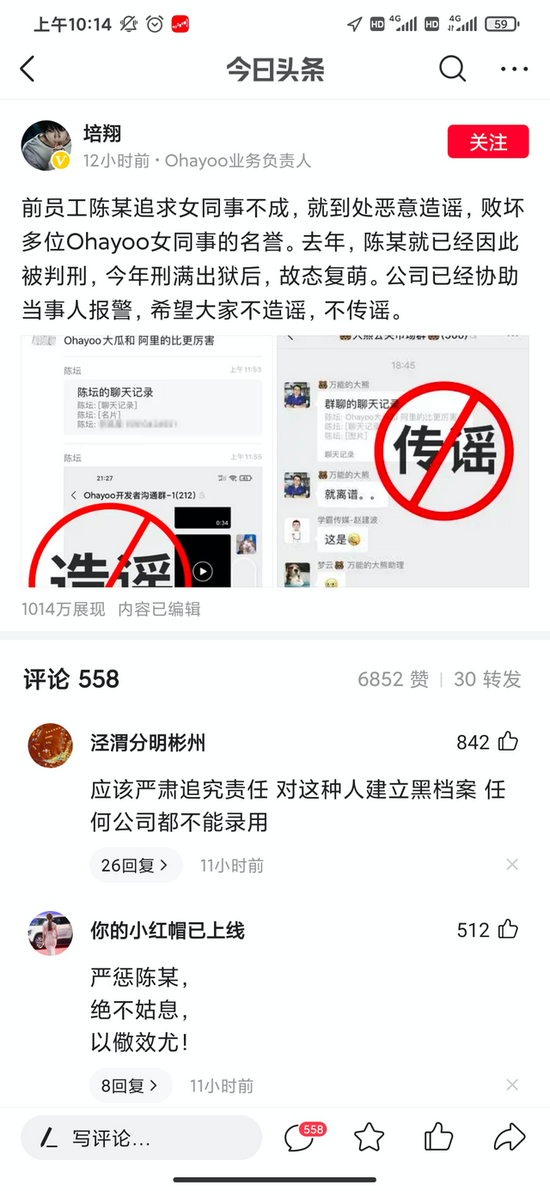 上午10:14
HD 4G HD 4G 59
今日头条
培翔
12小时前·Ohayoo业务负责人
关注
前员工陈某追求女同事不成，就到处恶意造谣，败坏
多位Ohayoo女同事的名誉。去年，陈某就已经因此
被判刑，今年刑满出狱后，故态复萌。公司已经协助
当事人报警，希望大家不造谣，不传谣。
Ohayoo大瓜和 阿里的比更厉害
陈坛
上午11:53
陈坛的聊天记录
陈坛: [聊天记录]
陈坛: [名片]
陈坛:
陈坛
上午11:55
21:27
Ohayoo开发者沟通群-1(212)
0:34
造谣
18:45
万能的大熊
群聊的聊天记录
陈坛: [聊天记录]
陈坛: [图片]
聊天记录
万能的大熊
就离谱。。
学霸传媒-赵建波
这是
梦云 万能的大熊助理
传谣
1014万展现 内容已编辑
评论 558
6852 赞 | 30 转发
泾渭分明彬州
842
应该严肃追究责任 对这种人建立黑档案 任
何公司都不能录用
26回复 >
11小时前
你的小红帽已上线
512
严惩陈某，
绝不姑息，
以儆效尤！
8回复 >
11小时前
写评论...
558